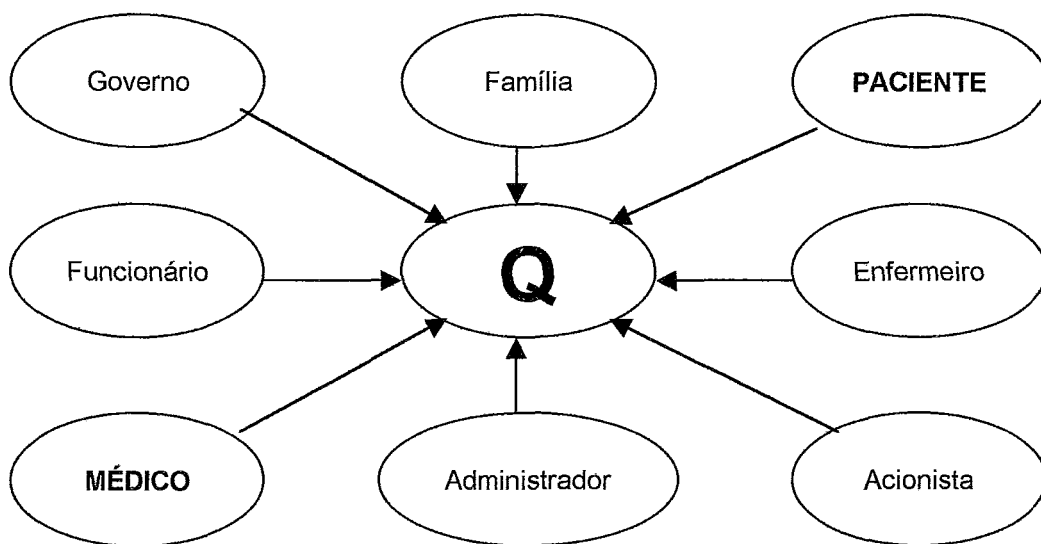 Governo
Família
PACIENTE
Funcionário
Q
Enfermeiro
MÉDICO
Administrador
Acionista